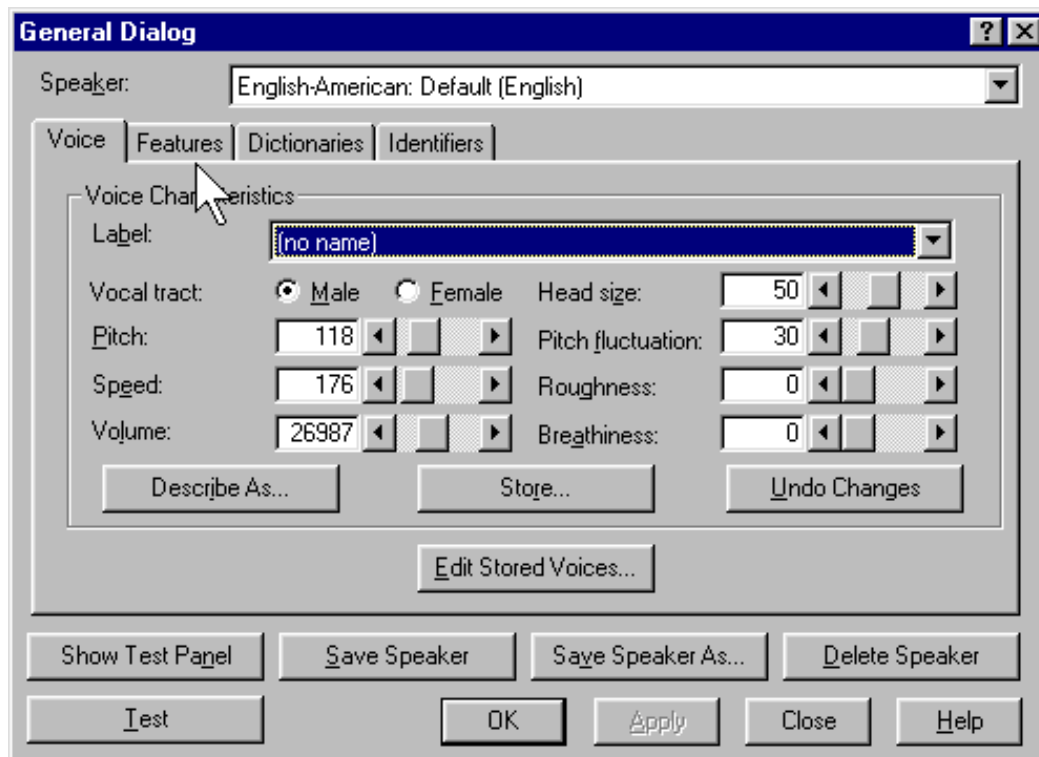 General Dialog
Speaker: English-American: Default (English)
Voice Features Dictionaries Identifiers
Voice Characteristics
Label: (no name)
Vocal tract: Male Female Head size: 50
Pitch: 118 Pitch fluctuation: 30
Speed: 176 Roughness: 0
Volume: 26987 Breathiness: 0
Describe As... Store... Undo Changes
Edit Stored Voices...
Show Test Panel Save Speaker Save Speaker As... Delete Speaker
Test OK Apply Close Help